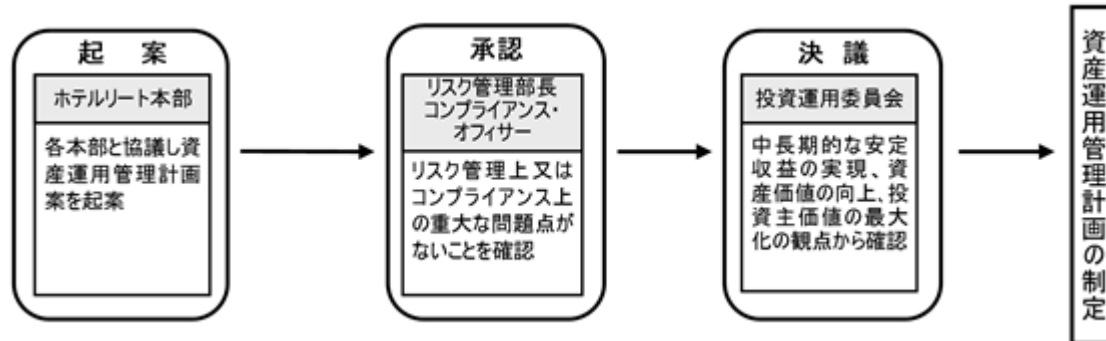 起 案
ホテルリート本部
各本部と協議し資
産運用管理計画
案を起案
承認
リスク管理部長
コンプライアンス・
オフィサー
リスク管理上又は
コンプライアンス上
の重大な問題点が
ないことを確認
決 議
投資運用委員会
中長期的な安定
収益の実現、資
産価値の向上、投
資主価値の最大
化の観点から確認
資産運用管理計画の制定